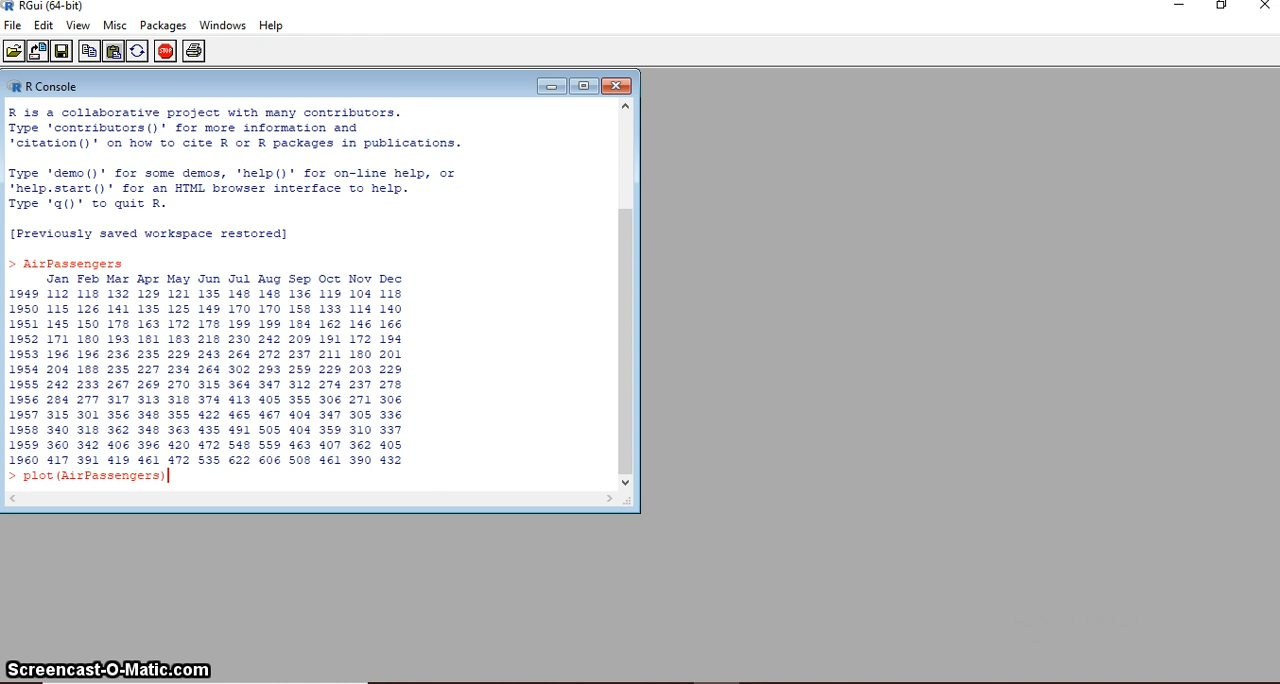 RGui (64-bit)
File Edit View Misc Packages Windows Help
STOP
R Console
R is a collaborative project with many contributors.
Type 'contributors()' for more information and
'citation()' on how to cite R or R packages in publications.
Type 'demo()' for some demos, 'help()' for on-line help, or
'help.start()' for an HTML browser interface to help.
Type 'q()' to quit R.
[Previously saved workspace restored]
> AirPassengers
Jan Feb Mar Apr May Jun Jul Aug Sep Oct Nov Dec
1949 112 118 132 129 121 135 148 148 136 119 104 118
1950 115 126 141 135 125 149 170 170 158 133 114 140
1951 145 150 178 163 172 178 199 199 184 162 146 166
1952 171 180 193 181 183 218 230 242 209 191 172 194
1953 196 196 236 235 229 243 264 272 237 211 180 201
1954 204 188 235 227 234 264 302 293 259 229 203 229
1955 242 233 267 269 270 315 364 347 312 274 237 278
1956 284 277 317 313 318 374 413 405 355 306 271 306
1957 315 301 356 348 355 422 465 467 404 347 305 336
1958 340 318 362 348 363 435 491 505 404 359 310 337
1959 360 342 406 396 420 472 548 559 463 407 362 405
1960 417 391 419 461 472 535 622 606 508 461 390 432
> plot(AirPassengers)
Screencast-O-Matic.com